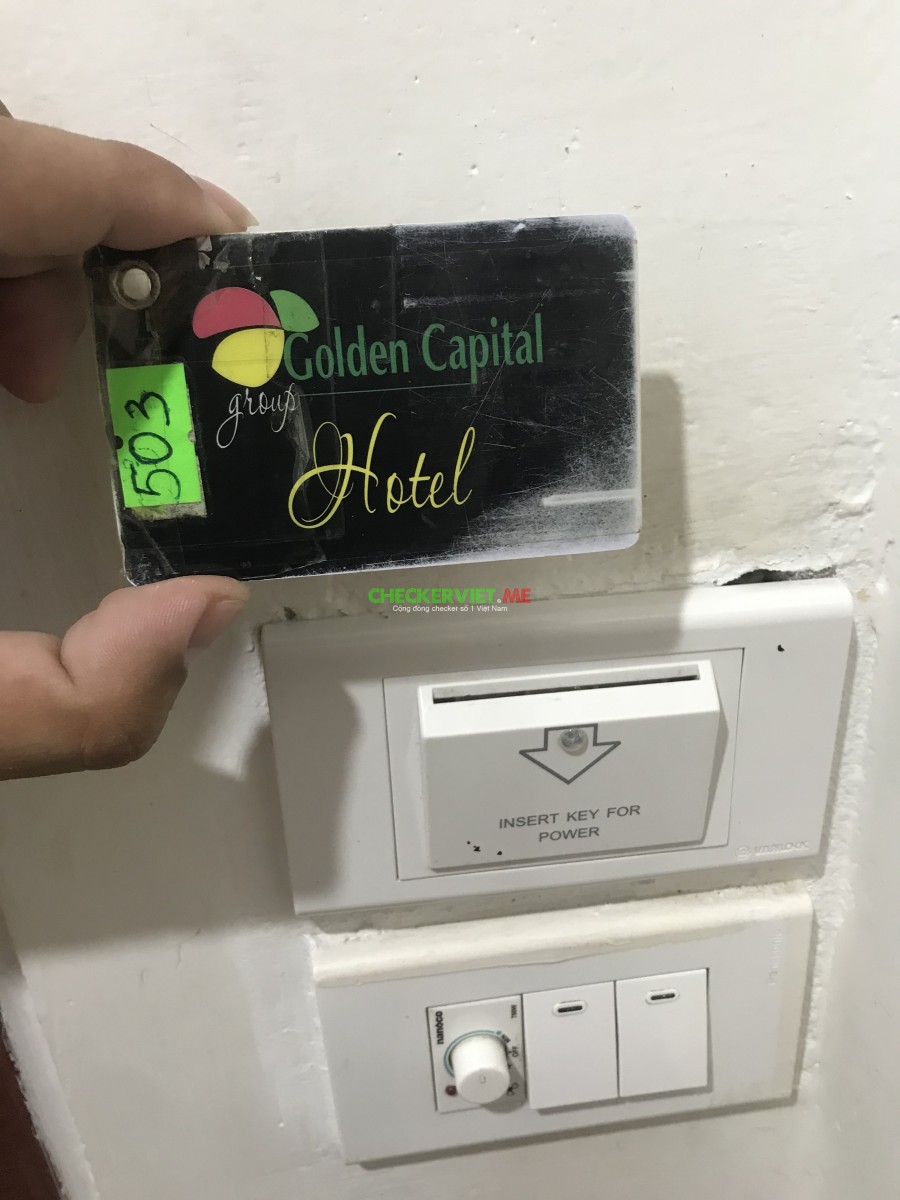 Golden Capital
group
Hotel
503
CHECKERVIET.ME
Cộng đồng checker số 1 Việt Nam
INSERT KEY FOR
POWER
nanoco
OFF